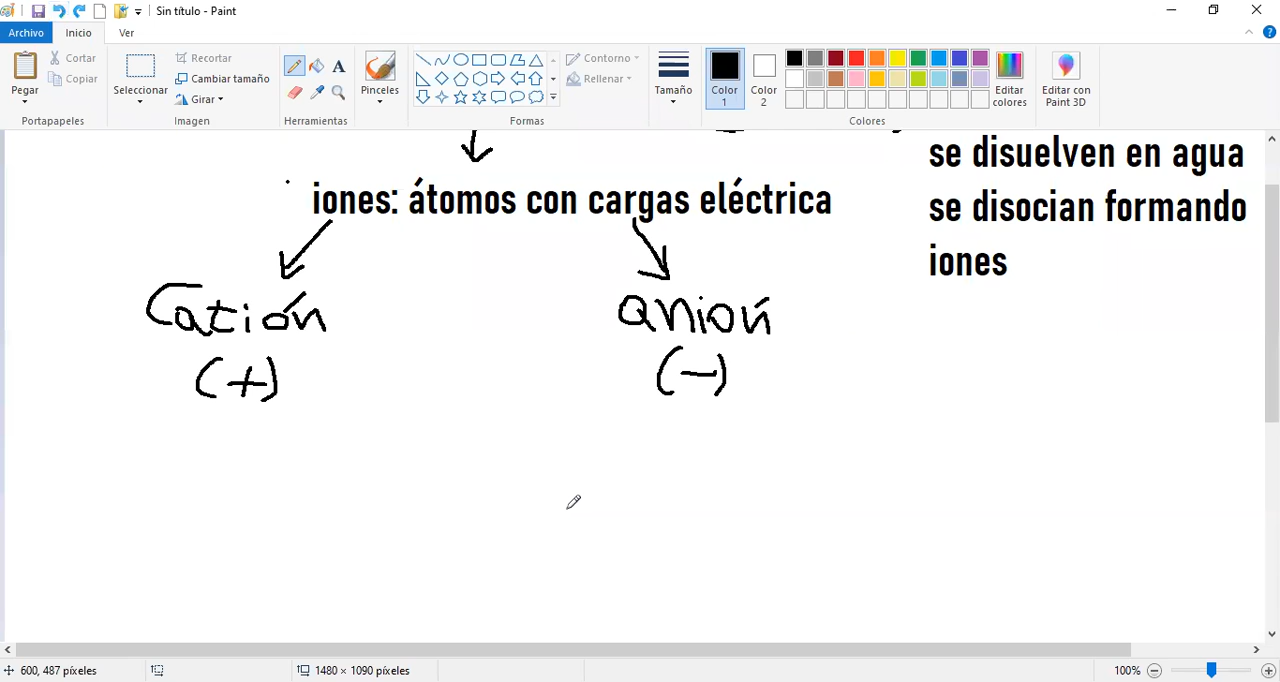 Sin título - Paint
Archivo
Inicio
Ver
Pegar
Cortar
Copiar
Portapapeles
Seleccionar
Recortar
Cambiar tamaño
Girar
Imagen
A
Herramientas
Pinceles
Contorno
Rellenar
Formas
Tamaño
Color
1
Color
2
Editar
colores
Editar con
Paint 3D
Colores
se disuelven en agua
se disocian formando
iones
iones: átomos con cargas eléctrica
Catión
(+)
anión
(-)
600, 487 píxeles
1480 × 1090 píxeles
100%